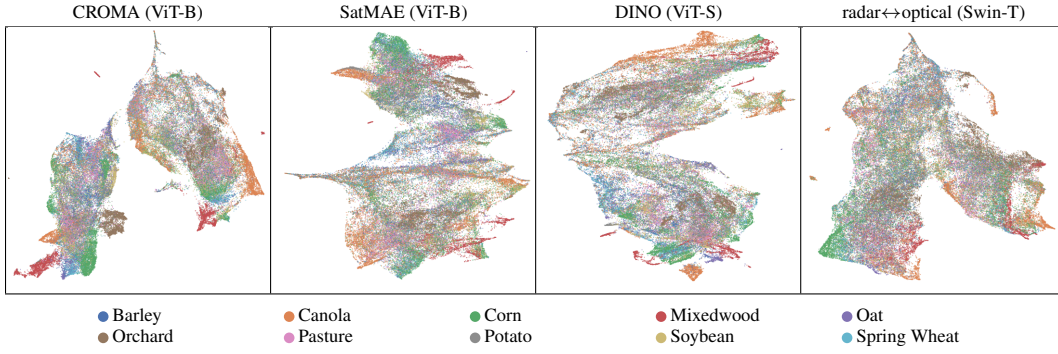 CROMA (ViT-B) SatMAE (ViT-B) DINO (ViT-S) radar↔optical (Swin-T)
Barley Canola Corn Mixedwood Oat
Orchard Pasture Potato Soybean Spring Wheat